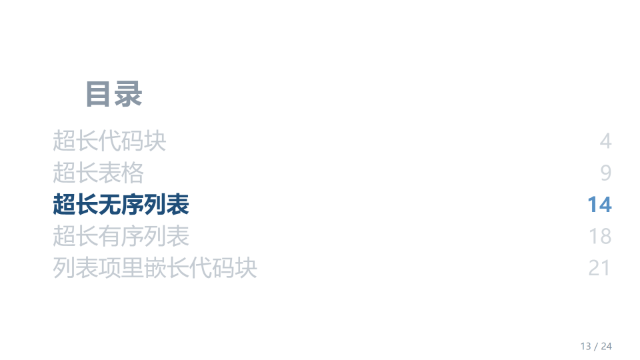 目录
超长代码块 4
超长表格 9
超长无序列表 14
超长有序列表 18
列表项里嵌长代码块 21
13 / 24